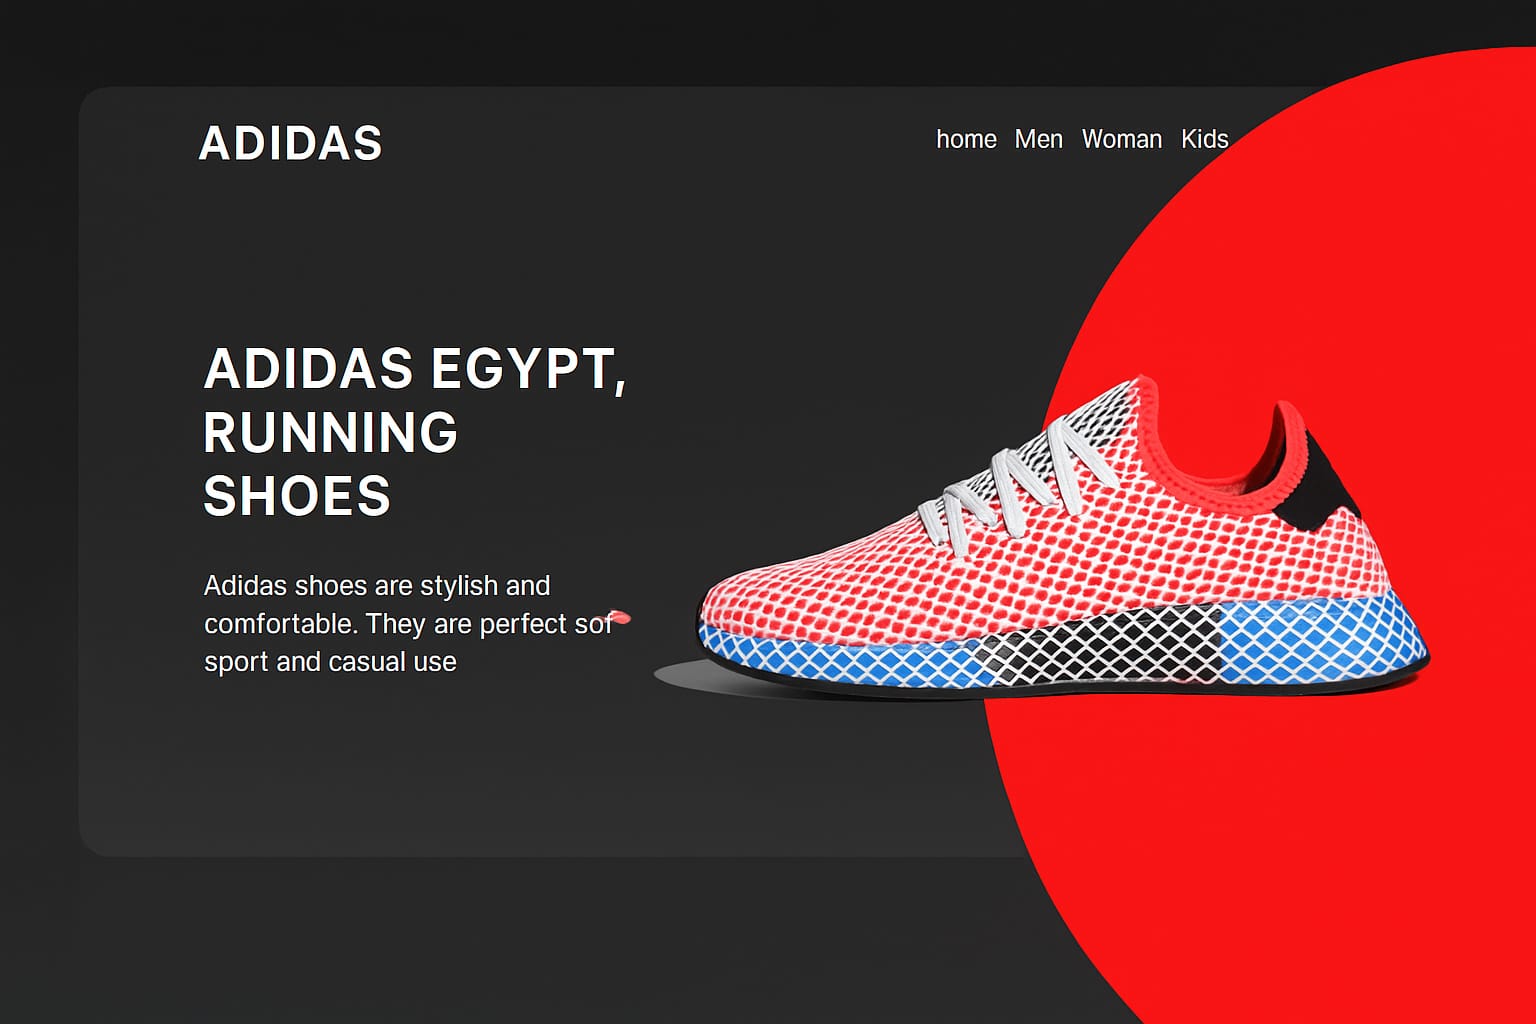 ADIDAS
home Men Woman Kids
ADIDAS EGYPT,
RUNNING
SHOES
Adidas shoes are stylish and
comfortable. They are perfect sof
sport and casual use